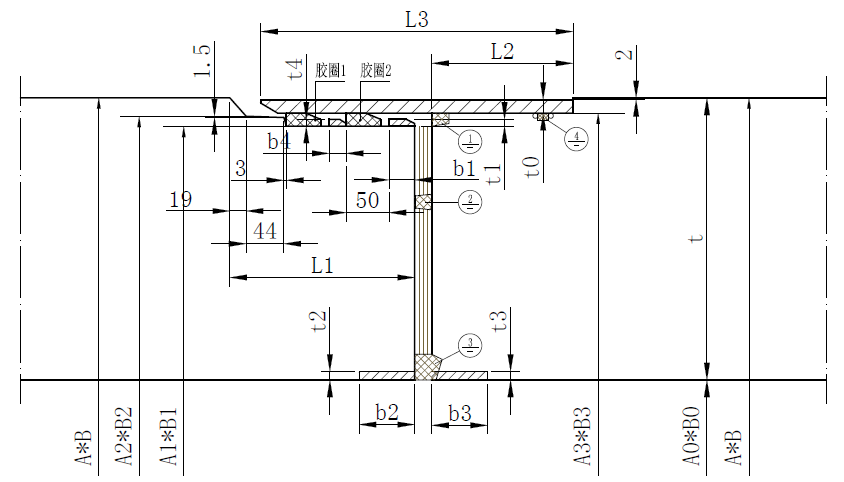 L3
L2
1.5
t4
胶圈1
胶圈2
2
b4
1
4
3
t1
b1
t0
19
50
2
44
t
L1
t2
t3
3
b2
b3
A*B
A2*B2
A1*B1
A3*B3
A0*B0
A*B